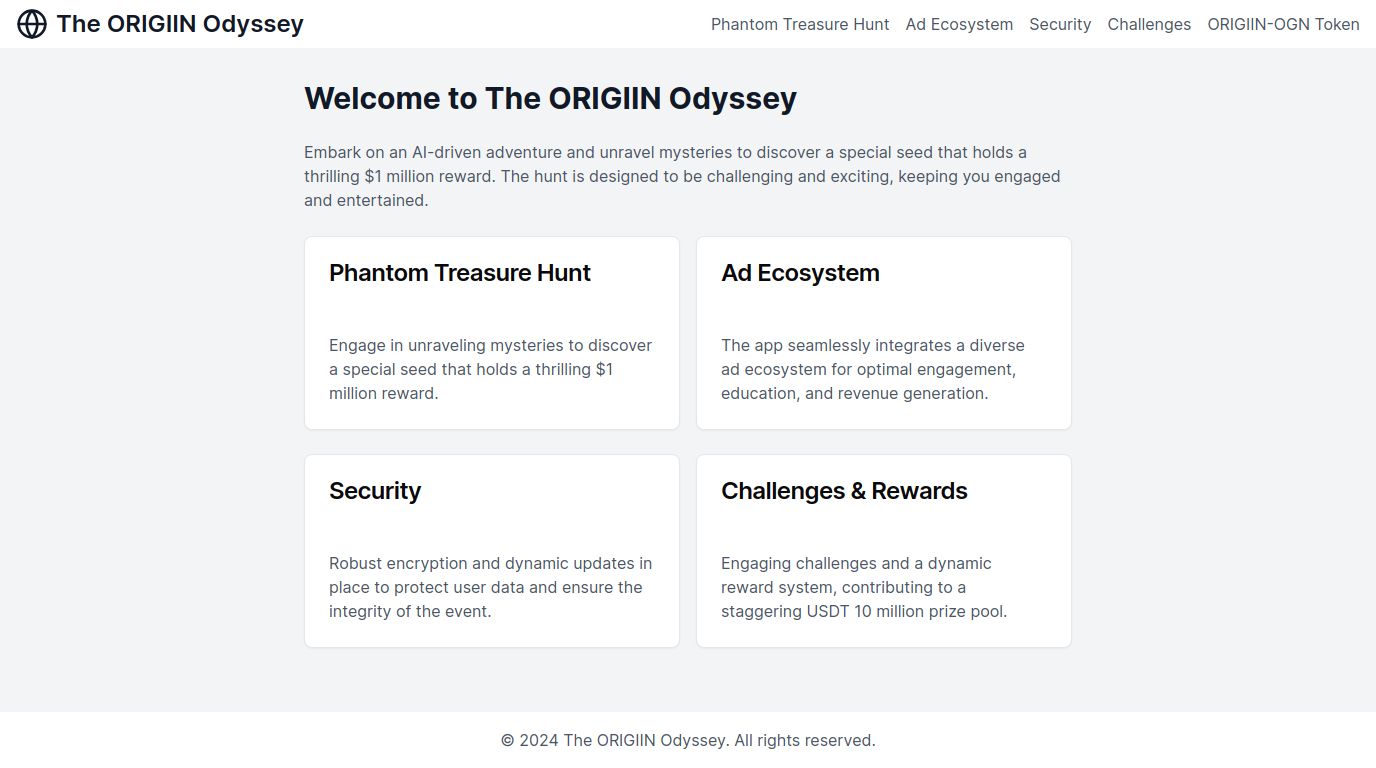 The ORIGIIN Odyssey
Phantom Treasure Hunt
Ad Ecosystem
Security
Challenges
ORIGIIN-OGN Token
Welcome to The ORIGIIN Odyssey
Embark on an AI-driven adventure and unravel mysteries to discover a special seed that holds a
thrilling $1 million reward. The hunt is designed to be challenging and exciting, keeping you engaged
and entertained.
Phantom Treasure Hunt
Engage in unraveling mysteries to discover
a special seed that holds a thrilling $1
million reward.
Ad Ecosystem
The app seamlessly integrates a diverse
ad ecosystem for optimal engagement,
education, and revenue generation.
Security
Robust encryption and dynamic updates in
place to protect user data and ensure the
integrity of the event.
Challenges & Rewards
Engaging challenges and a dynamic
reward system, contributing to a
staggering USDT 10 million prize pool.
© 2024 The ORIGIIN Odyssey. All rights reserved.